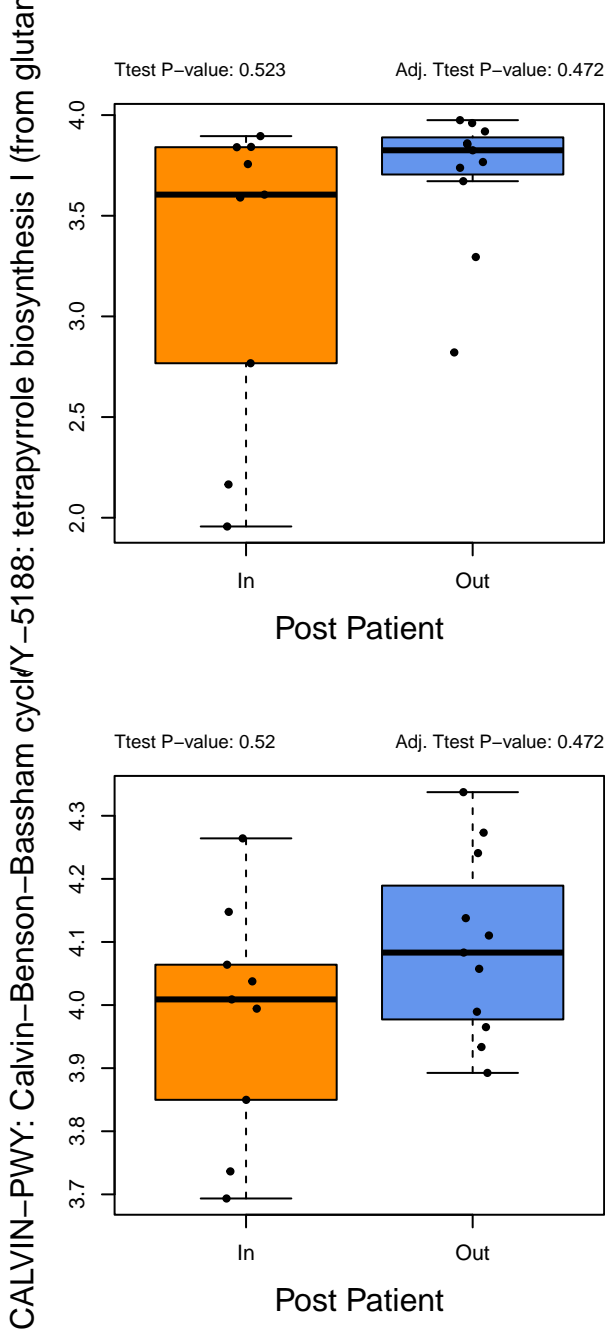 Y−5188: tetrapyrrole biosynthesis I (from glutar
Ttest P−value: 0.523
Adj. Ttest P−value: 0.472
4.0
3.5
3.0
2.5
2.0
In
Out
Post Patient
CALVIN−PWY: Calvin−Benson−Bassham cycle
Ttest P−value: 0.52
Adj. Ttest P−value: 0.472
4.3
4.2
4.1
4.0
3.9
3.8
3.7
In
Out
Post Patient